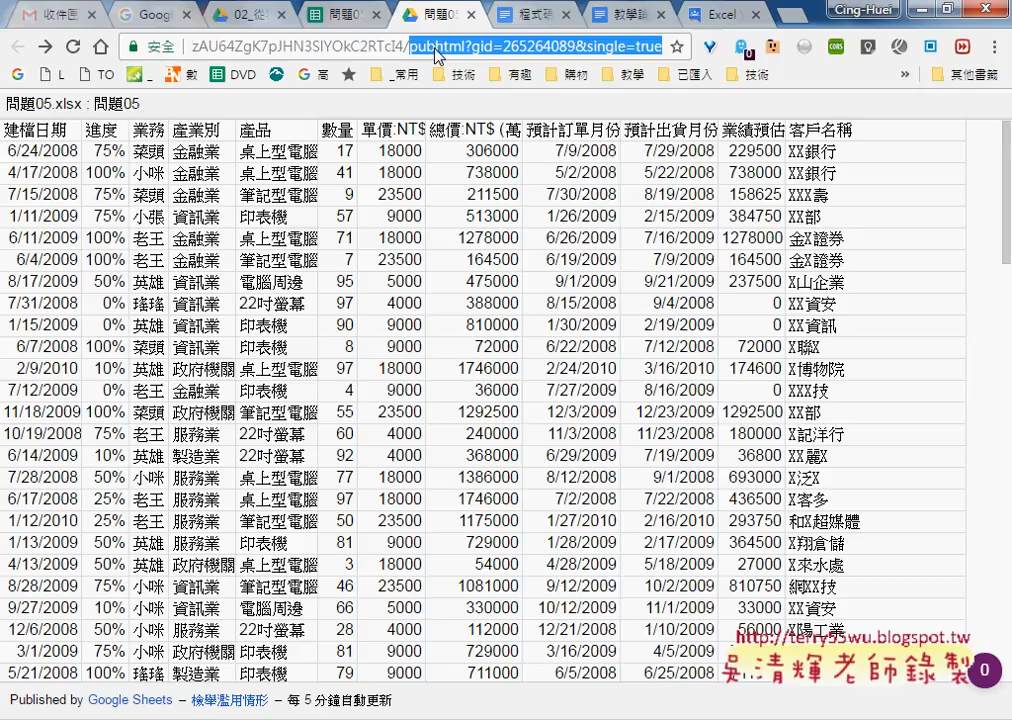 Cing-Huei
收件匣 Googl 02_從 問題05 問題05 程式碼 教學論 Excel
安全 zAU64ZgK7pJHN3SlYOkC2RTcI4/pubhtml?gid=265264089&single=true
L TO 數 DVD 高 _常用 技術 有趣 購物 教學 已匯入 技術 » 其他書籤
問題05.xlsx : 問題05
建檔日期 進度 業務 產業別 產品 數量 單價:NT$ 總價:NT$ (萬 預計訂單月份 預計出貨月份 業績預估 客戶名稱
6/24/2008 75% 菜頭 金融業 桌上型電腦 17 18000 306000 7/9/2008 7/29/2008 229500 XX銀行
4/17/2008 100% 小咪 金融業 桌上型電腦 41 18000 738000 5/2/2008 5/22/2008 738000 XX銀行
7/15/2008 75% 菜頭 金融業 筆記型電腦 9 23500 211500 7/30/2008 8/19/2008 158625 XXX壽
1/11/2009 75% 小張 資訊業 印表機 57 9000 513000 1/26/2009 2/15/2009 384750 XX部
6/11/2009 100% 老王 金融業 桌上型電腦 71 18000 1278000 6/26/2009 7/16/2009 1278000 金X證券
6/4/2009 100% 老王 金融業 筆記型電腦 7 23500 164500 6/19/2009 7/9/2009 164500 金X證券
8/17/2009 50% 英雄 資訊業 電腦周邊 95 5000 475000 9/1/2009 9/21/2009 237500 X山企業
7/31/2008 0% 瑤瑤 資訊業 22吋螢幕 97 4000 388000 8/15/2008 9/4/2008 0 XX資安
1/15/2009 0% 英雄 資訊業 印表機 90 9000 810000 1/30/2009 2/19/2009 0 XX資訊
6/7/2008 100% 菜頭 資訊業 印表機 8 9000 72000 6/22/2008 7/12/2008 72000 X聯X
2/9/2010 10% 英雄 政府機關 桌上型電腦 97 18000 1746000 2/24/2010 3/16/2010 174600 X博物院
7/12/2009 0% 老王 金融業 印表機 4 9000 36000 7/27/2009 8/16/2009 0 XXX技
11/18/2009 100% 菜頭 政府機關 筆記型電腦 55 23500 1292500 12/3/2009 12/23/2009 1292500 XX部
10/19/2008 75% 老王 服務業 22吋螢幕 60 4000 240000 11/3/2008 11/23/2008 180000 X記洋行
6/14/2009 10% 英雄 製造業 22吋螢幕 92 4000 368000 6/29/2009 7/19/2009 36800 XX麗X
7/28/2008 50% 小咪 服務業 桌上型電腦 77 18000 1386000 8/12/2008 9/1/2008 693000 X泛X
6/17/2008 25% 老王 服務業 桌上型電腦 97 18000 1746000 7/2/2008 7/22/2008 436500 X客多
1/12/2010 25% 老王 服務業 筆記型電腦 50 23500 1175000 1/27/2010 2/16/2010 293750 和X超媒體
1/13/2009 50% 英雄 服務業 印表機 81 9000 729000 1/28/2009 2/17/2009 364500 X翔倉儲
4/13/2009 50% 英雄 政府機關 桌上型電腦 3 18000 54000 4/28/2009 5/18/2009 27000 X來水處
8/28/2009 75% 小咪 資訊業 筆記型電腦 46 23500 1081000 9/12/2009 10/2/2009 810750 網XX技
9/27/2009 10% 小咪 資訊業 電腦周邊 66 5000 330000 10/12/2009 11/1/2009 33000 XX資安
12/6/2008 50% 小咪 服務業 22吋螢幕 28 4000 112000 12/21/2008 1/10/2009 56000 X陽工業
http://terry55wu.blogspot.tw
3/1/2009 75% 小咪 政府機關 印表機 81 9000 729000 3/16/2009 4/5/2009
5/21/2008 100% 瑤瑤 製造業 印表機 79 9000 711000 6/5/2008 6/25/2008
吳清輝老師錄製 0
Published by Google Sheets – 檢舉濫用情形 – 每 5 分鐘自動更新